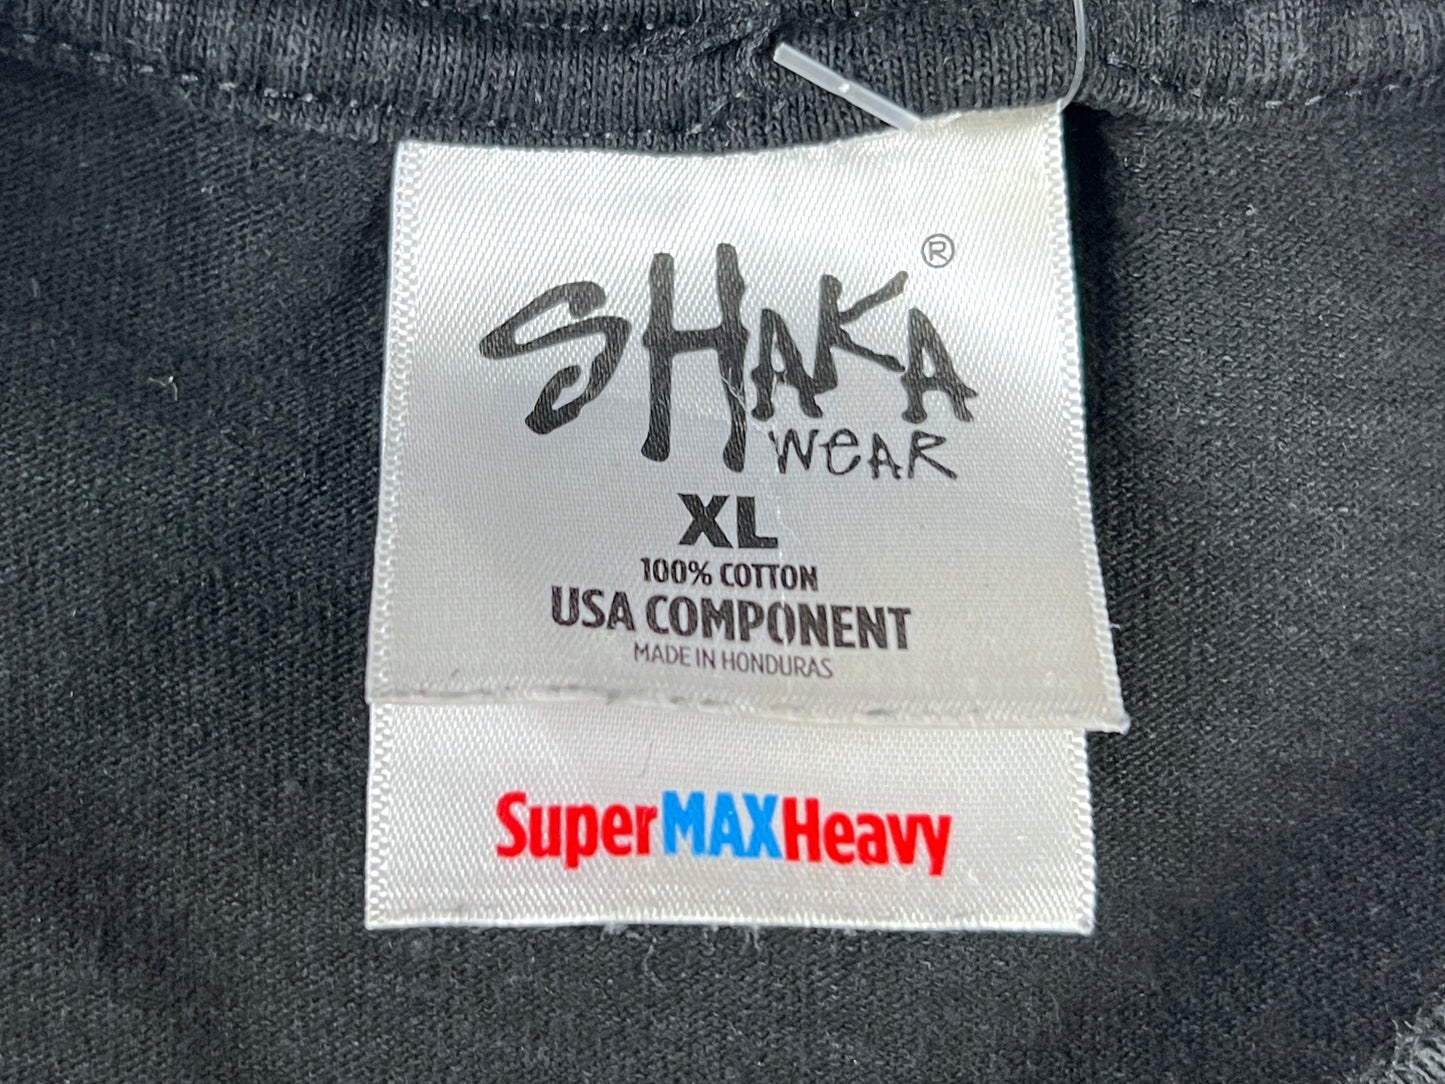 SHAKA®
WEAR
XL
100% COTTON
USA COMPONENT
MADE IN HONDURAS
SuperMAXHeavy